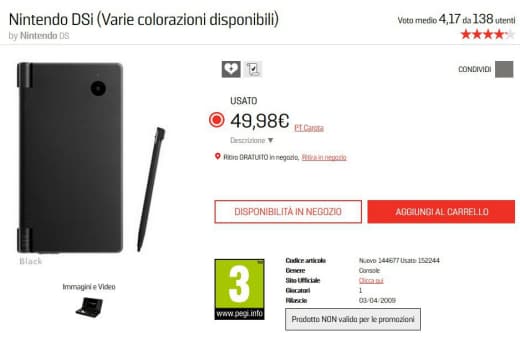 Nintendo DSi (Varie colorazioni disponibili)
by Nintendo DS
Voto medio 4,17 da 138 utenti
CONDIVIDI
USATO
49,98€ PT Carota
Descrizione ▼
Ritiro GRATUITO in negozio, Ritira in negozio
DISPONIBILITÀ IN NEGOZIO
AGGIUNGI AL CARRELLO
Black
Immagini e Video
3
www.pegi.info
Codice articolo Nuovo 144677 Usato 152244
Genere Console
Sito Ufficiale Clicca qui
Giocatori 1
Rilascio 03/04/2009
Prodotto NON valido per le promozioni